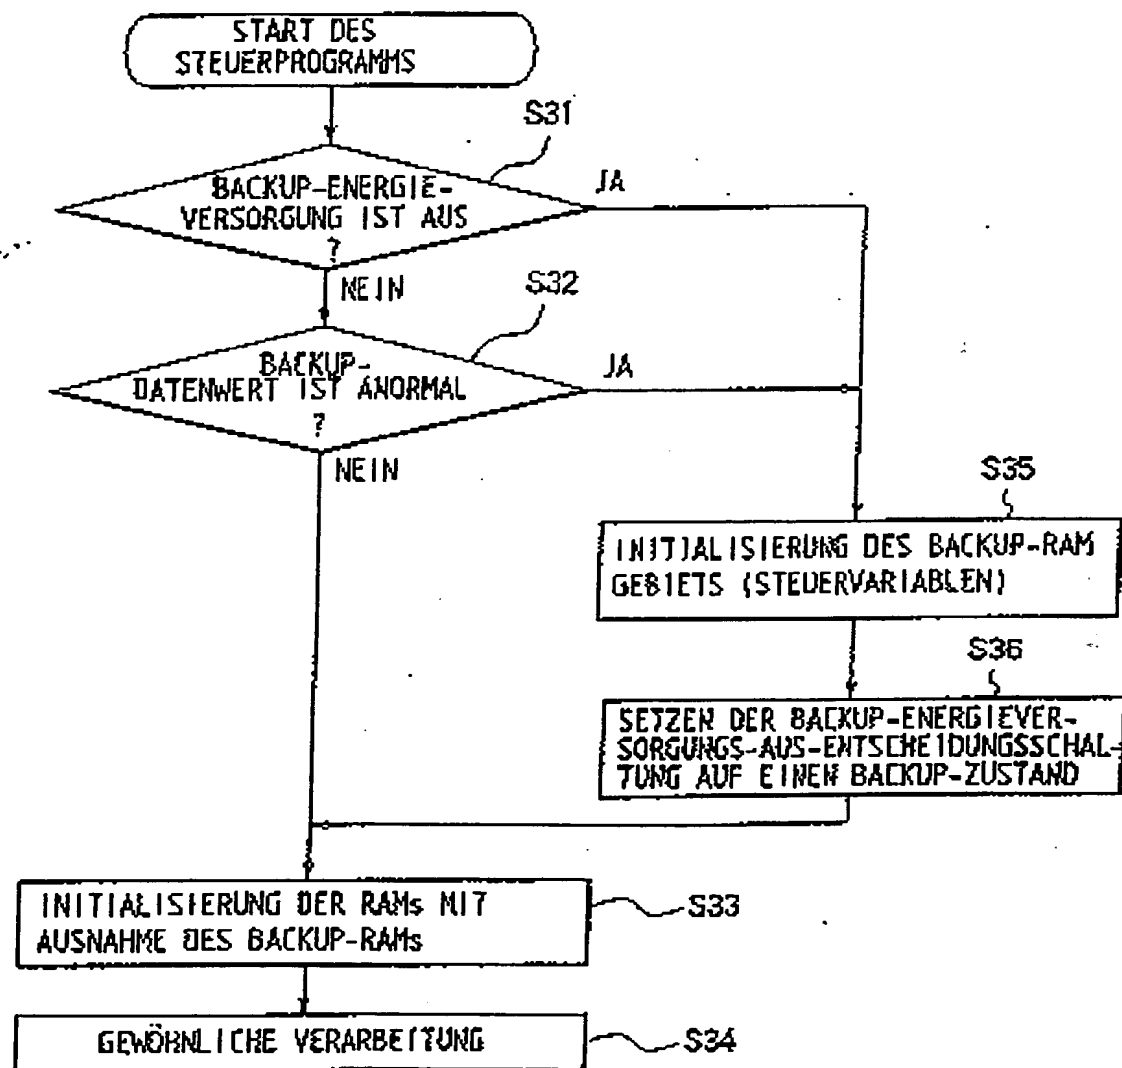 START DES
STEUERPROGRAMMS
S31
BACKUP-ENERGIE-
VERSORGUNG IST AUS
?
JA
NEIN
S32
BACKUP-
DATENWERT IST ANORMAL
?
JA
NEIN
S35
INITIALISIERUNG DES BACKUP-RAM
GEBIETS (STEUERVARIABLEN)
S36
SETZEN DER BACKUP-ENERGIEVER-
SORGUNGS-AUS-ENTSCHEIDUNGSSCHAL-
TUNG AUF EINEN BACKUP-ZUSTAND
INITIALISIERUNG DER RAMs MIT
AUSNAHME DES BACKUP-RAMs
S33
GEWÖHNLICHE VERARBEITUNG
S34